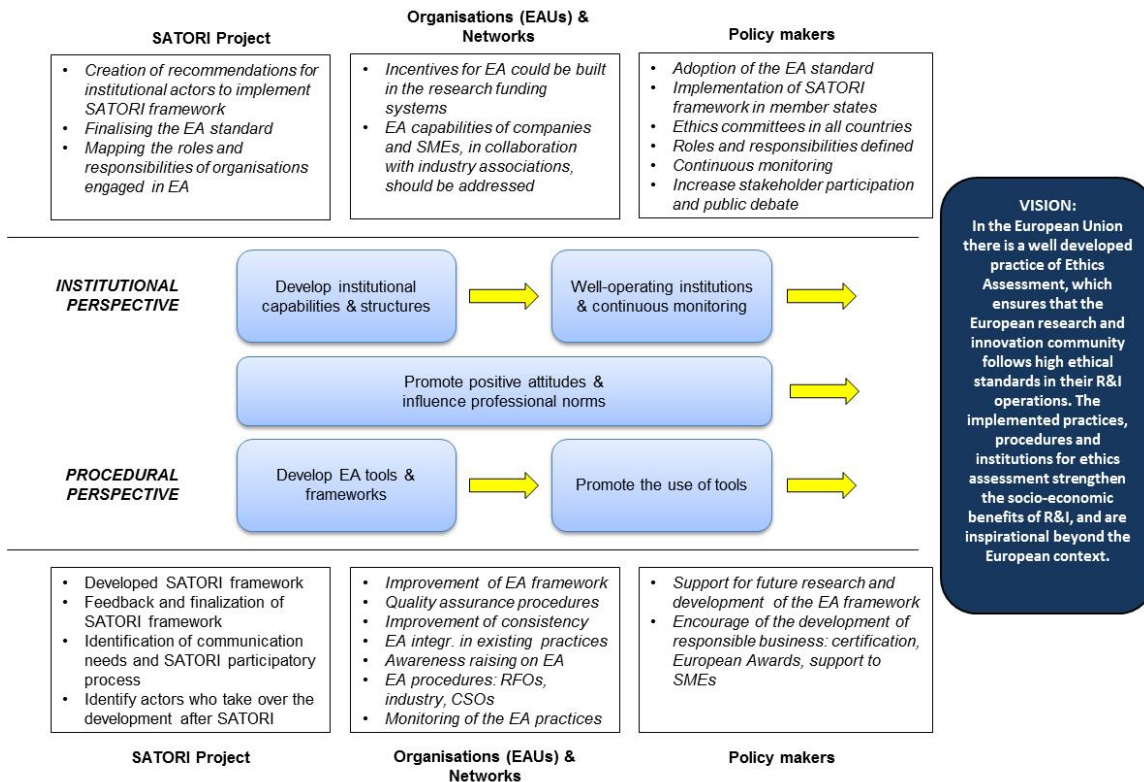 SATORI Project
Organisations (EAUs) &
Networks
Policy makers
• Creation of recommendations for
institutional actors to implement
SATORI framework
• Finalising the EA standard
• Mapping the roles and
responsibilities of organisations
engaged in EA
• Incentives for EA could be built
in the research funding
systems
• EA capabilities of companies
and SMEs, in collaboration
with industry associations,
should be addressed
• Adoption of the EA standard
• Implementation of SATORI
framework in member states
• Ethics committees in all countries
• Roles and responsibilities defined
• Continuous monitoring
• Increase stakeholder participation
and public debate
INSTITUTIONAL
PERSPECTIVE
Develop institutional
capabilities & structures
Well-operating institutions
& continuous monitoring
Promote positive attitudes &
influence professional norms
PROCEDURAL
PERSPECTIVE
Develop EA tools &
frameworks
Promote the use of tools
VISION:
In the European Union
there is a well developed
practice of Ethics
Assessment, which
ensures that the
European research and
innovation community
follows high ethical
standards in their R&I
operations. The
implemented practices,
procedures and
institutions for ethics
assessment strengthen
the socio-economic
benefits of R&I, and are
inspirational beyond the
European context.
• Developed SATORI framework
• Feedback and finalization of
SATORI framework
• Identification of communication
needs and SATORI participatory
process
• Identify actors who take over the
development after SATORI
• Improvement of EA framework
• Quality assurance procedures
• Improvement of consistency
• EA integr. in existing practices
• Awareness raising on EA
• EA procedures: RFOs,
industry, CSOs
• Monitoring of the EA practices
• Support for future research and
development of the EA framework
• Encourage of the development of
responsible business: certification,
European Awards, support to
SMEs
SATORI Project
Organisations (EAUs) &
Networks
Policy makers